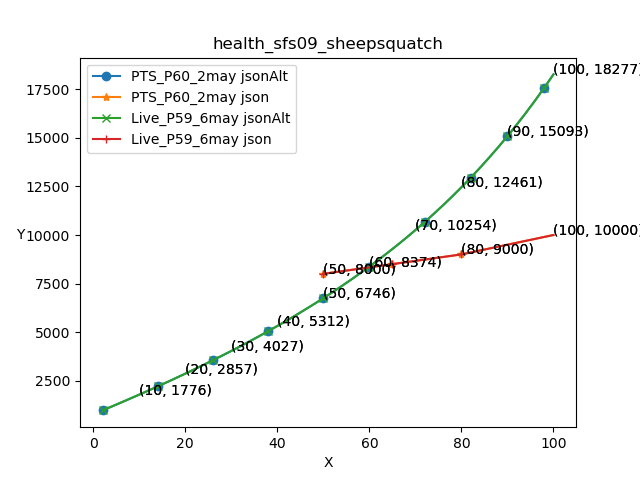 health_sfs09_sheepsquatch
PTS_P60_2may jsonAlt
PTS_P60_2may json
Live_P59_6may jsonAlt
Live_P59_6may json
(100, 18277)
17500
(90, 15093)
15000
(80, 12461)
12500
(70, 10254)
Y
10000
(100, 10000)
(80, 9000)
(60, 8374)
(50, 8000)
7500
(50, 6746)
(40, 5312)
5000
(30, 4027)
(20, 2857)
2500
(10, 1776)
0 20 40 60 80 100
X